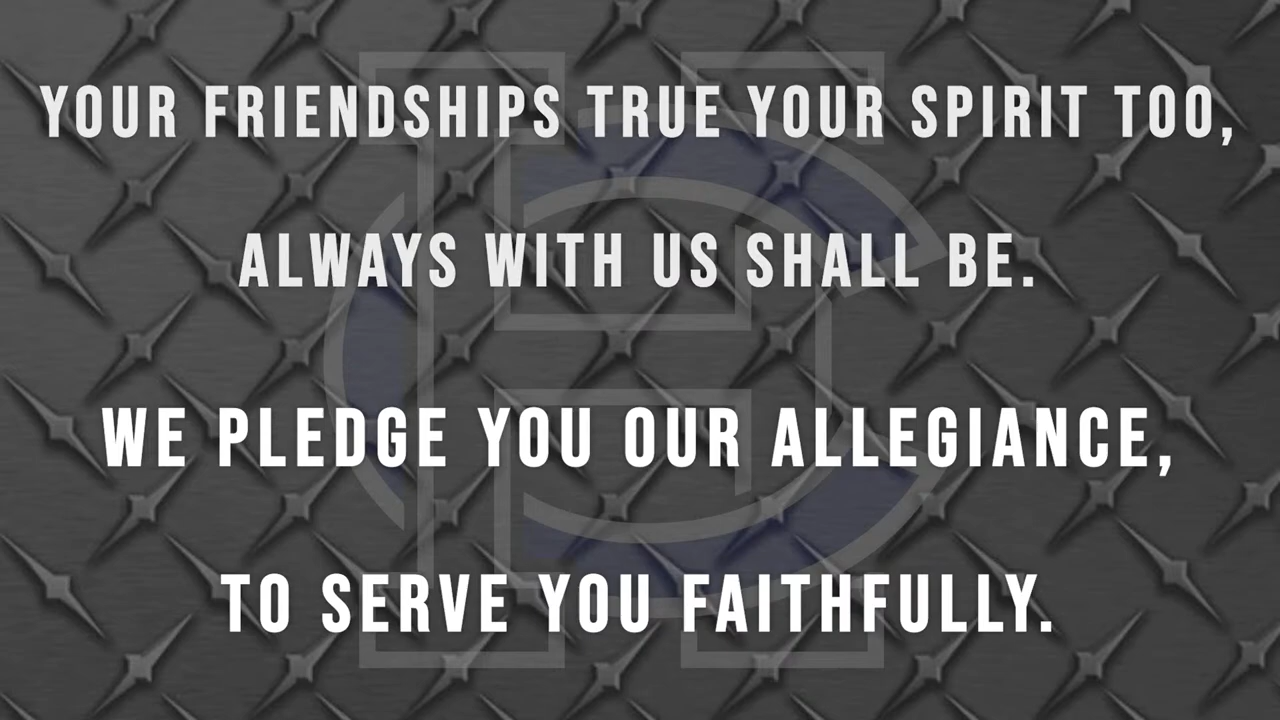 YOUR FRIENDSHIPS TRUE YOUR SPIRIT TOO,
ALWAYS WITH US SHALL BE.
WE PLEDGE YOU OUR ALLEGIANCE,
TO SERVE YOU FAITHFULLY.